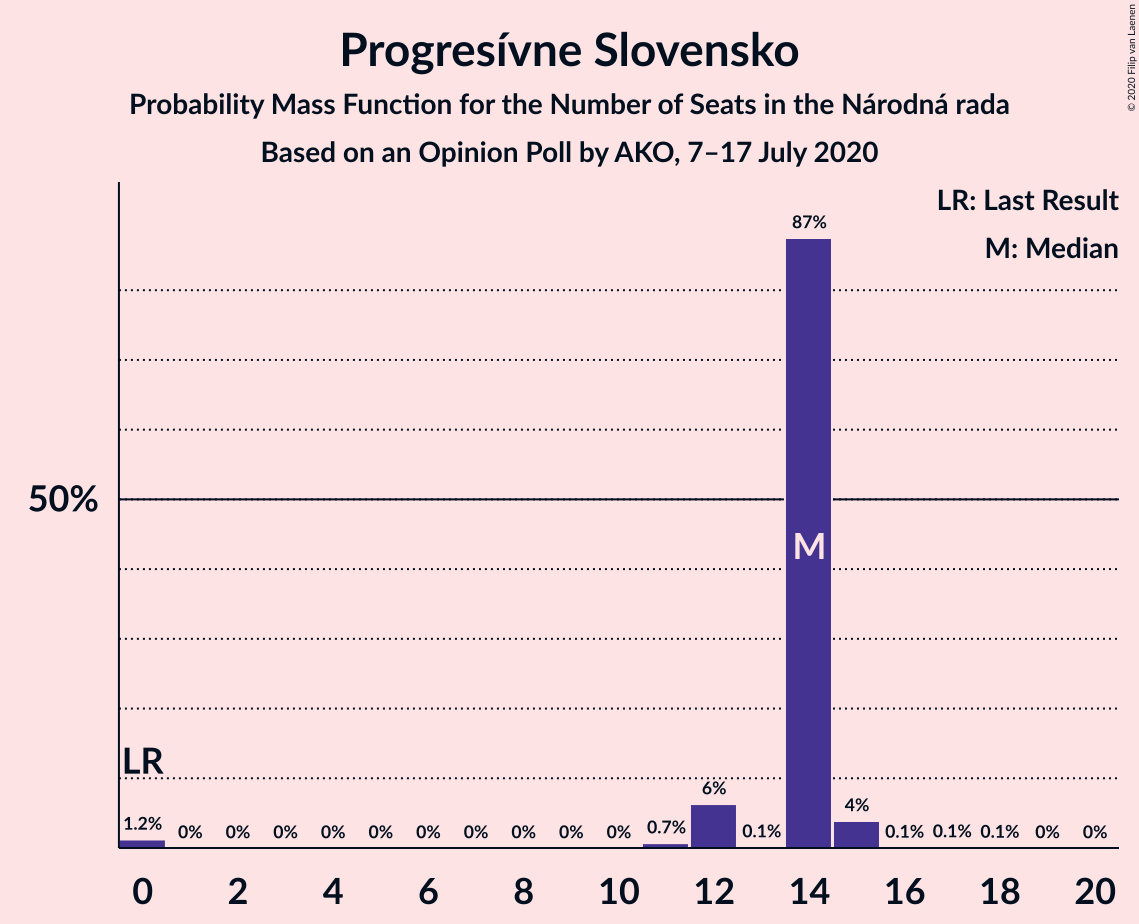 Progresívne Slovensko
Probability Mass Function for the Number of Seats in the Národná rada
Based on an Opinion Poll by AKO, 7–17 July 2020
© 2020 Filip van Laenen
LR: Last Result
M: Median
87%
50%
M
LR
1.2% 0% 0% 0% 0% 0% 0% 0% 0% 0% 0% 0.7% 6% 0.1% 4% 0.1% 0.1% 0.1% 0% 0%
0 2 4 6 8 10 12 14 16 18 20